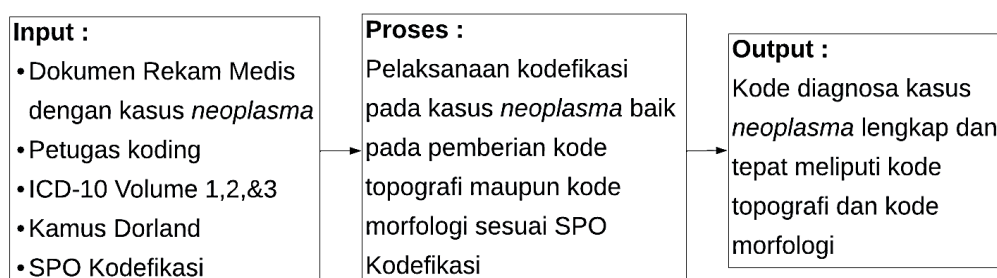 Input :
•Dokumen Rekam Medis
dengan kasus neoplasma
•Petugas koding
•ICD-10 Volume 1,2,&3
•Kamus Dorland
•SPO Kodefikasi
Proses :
Pelaksanaan kodefikasi
pada kasus neoplasma baik
pada pemberian kode
topografi maupun kode
morfologi sesuai SPO
Kodefikasi
Output :
Kode diagnosa kasus
neoplasma lengkap dan
tepat meliputi kode
topografi dan kode
morfologi